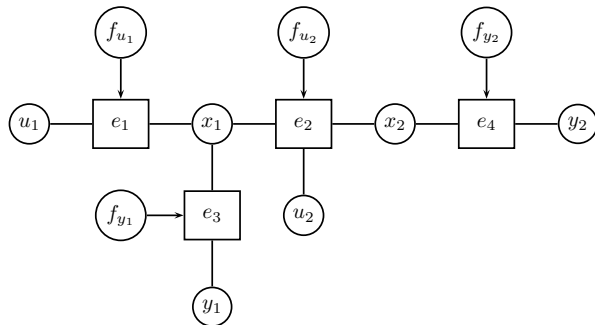 f_{u_1} f_{u_2} f_{y_2}
u_1 e_1 x_1 e_2 x_2 e_4 y_2
f_{y_1} e_3 u_2
y_1